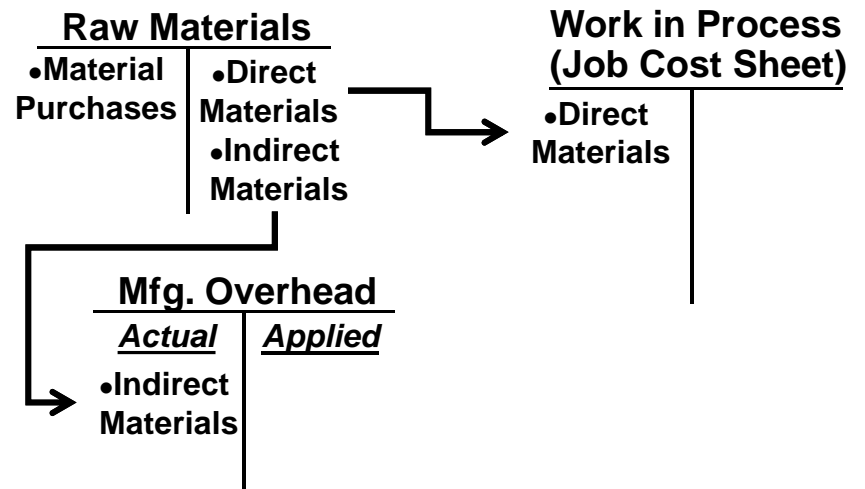 Raw Materials
●Material
Purchases
●Direct
Materials
●Indirect
Materials
Work in Process
(Job Cost Sheet)
●Direct
Materials
Mfg. Overhead
Actual
Applied
●Indirect
Materials